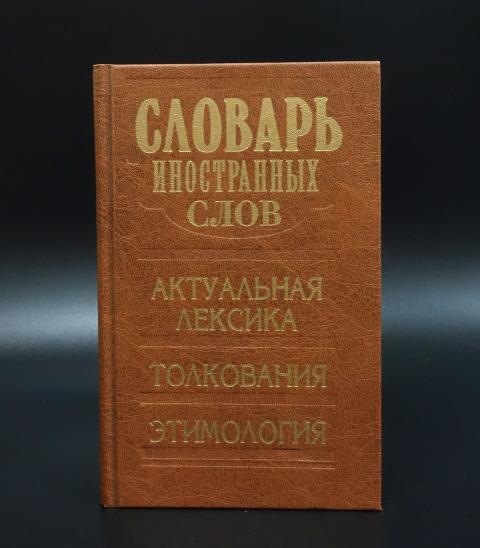 СЛОВАРЬ
ИНОСТРАННЫХ
СЛОВ
АКТУАЛЬНАЯ
ЛЕКСИКА
ТОЛКОВАНИЯ
ЭТИМОЛОГИЯ